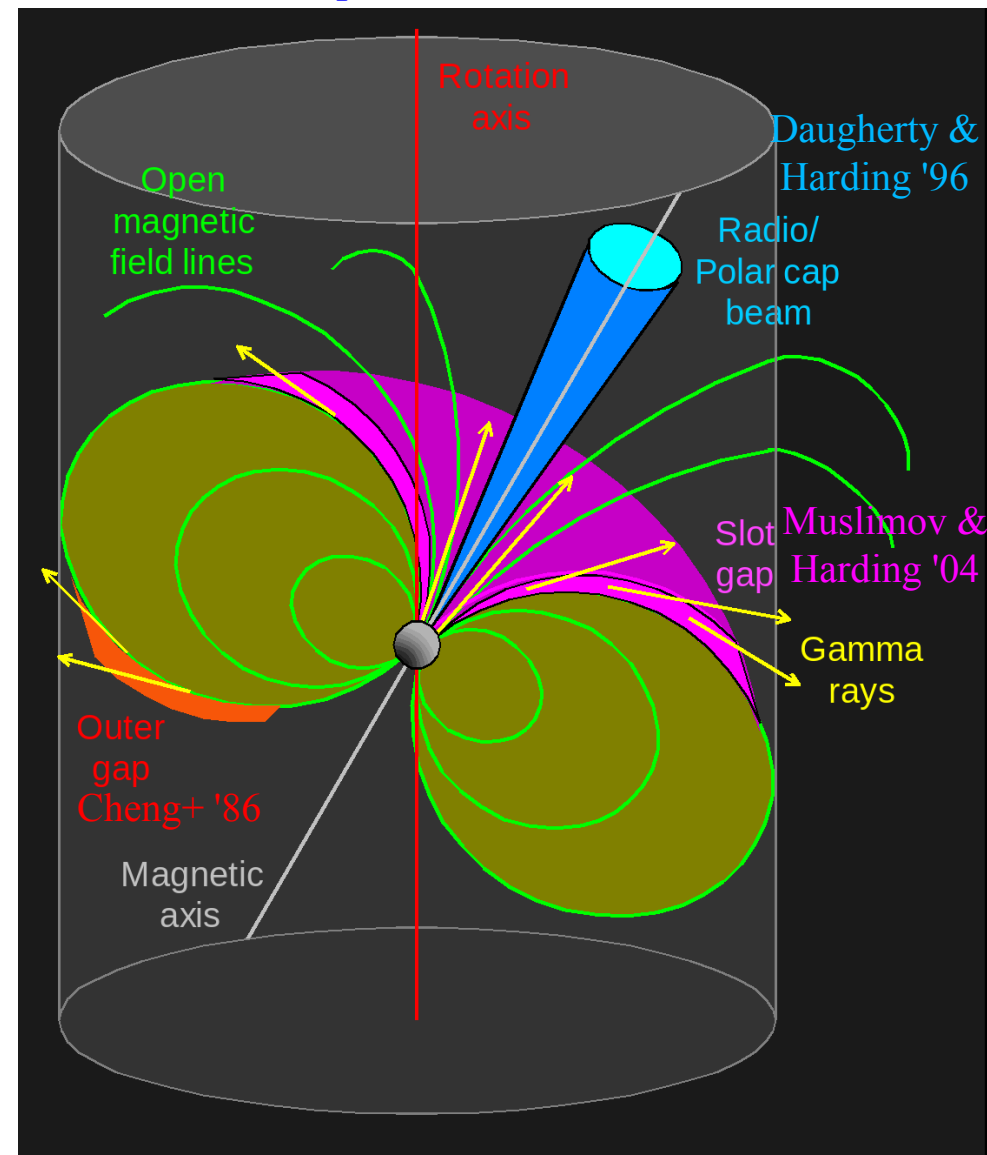 Rotation
axis
Daugherty &
Harding '96
Open
magnetic
field lines
Radio/
Polar cap
beam
Slot
gap
Muslimov &
Harding '04
Gamma
rays
Outer
gap
Cheng+ '86
Magnetic
axis